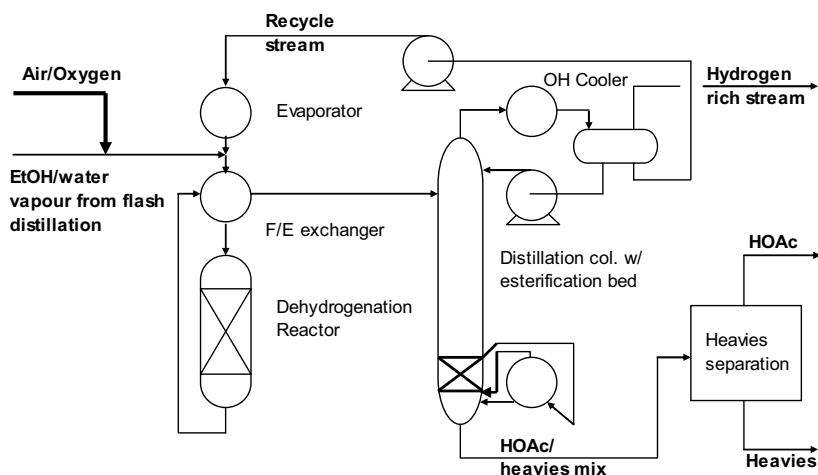 Recycle
stream
Air/Oxygen
OH Cooler
Hydrogen
rich stream
Evaporator
EtOH/water
vapour from flash
distillation
F/E exchanger
HOAc
Distillation col. w/
esterification bed
Dehydrogenation
Reactor
Heavies
separation
HOAc/
heavies mix
Heavies